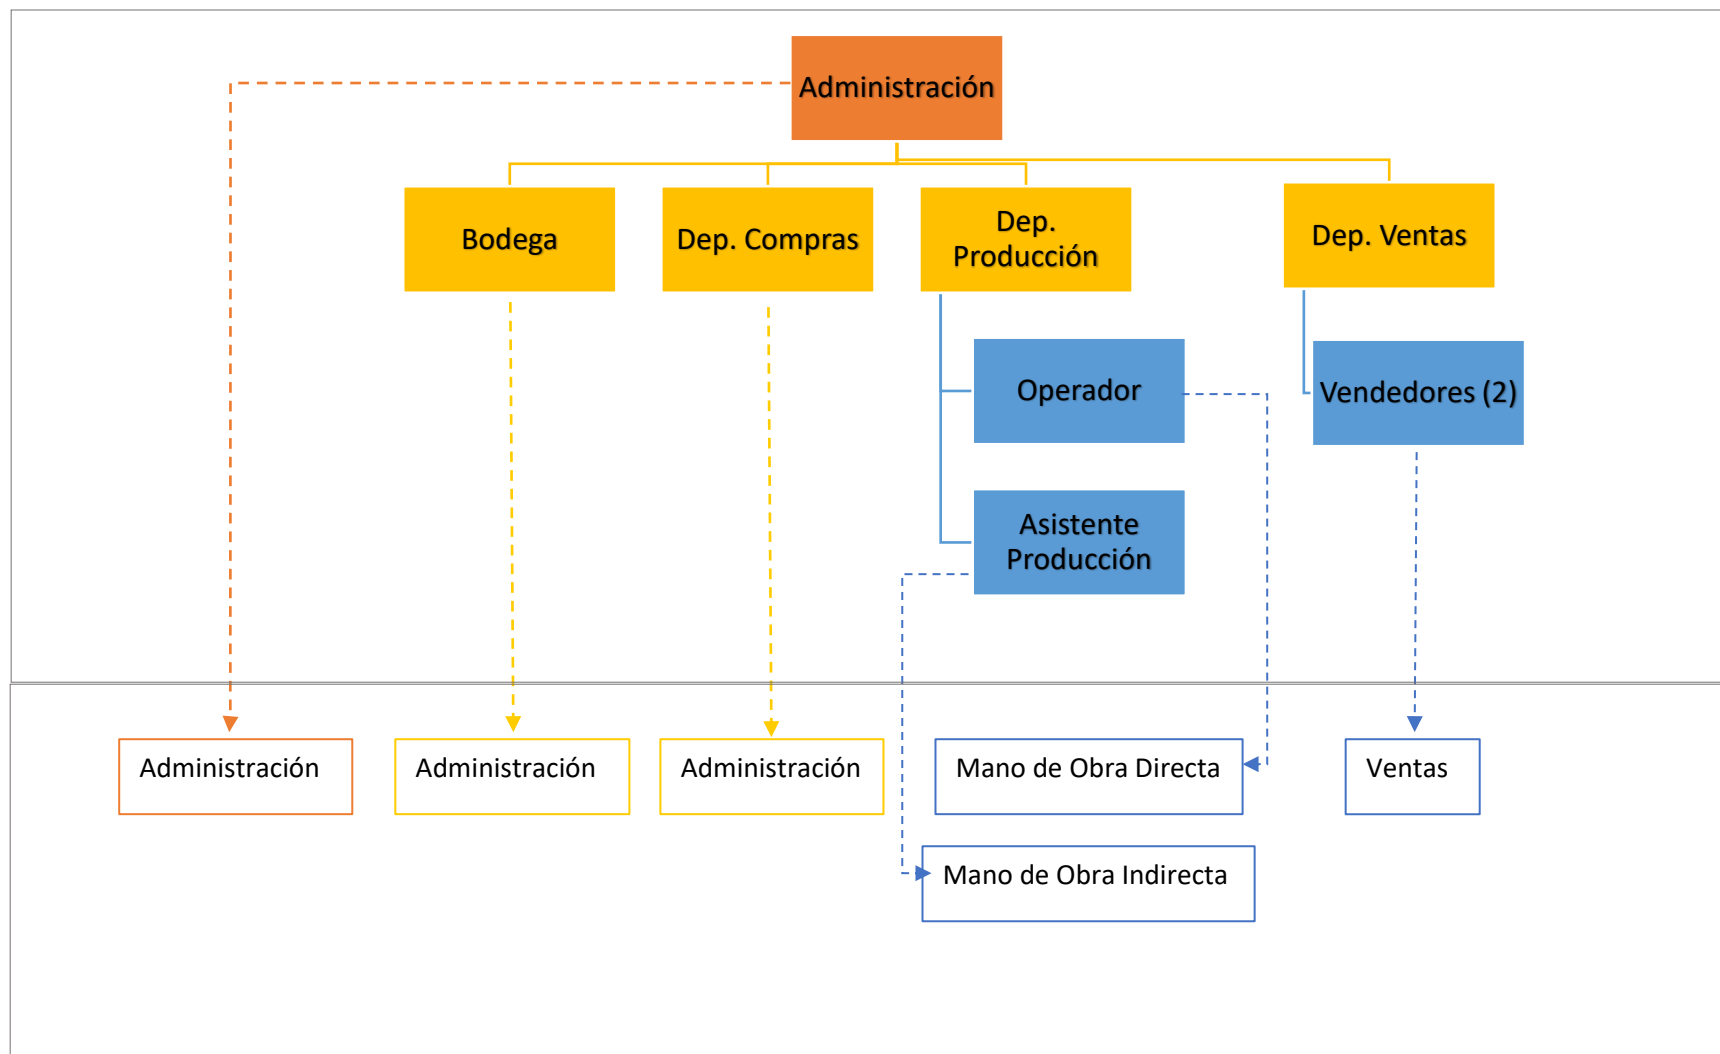 Administración
Bodega
Dep. Compras
Dep.
Producción
Dep. Ventas
Operador
Vendedores (2)
Asistente
Producción
Administración
Administración
Administración
Mano de Obra Directa
Ventas
Mano de Obra Indirecta